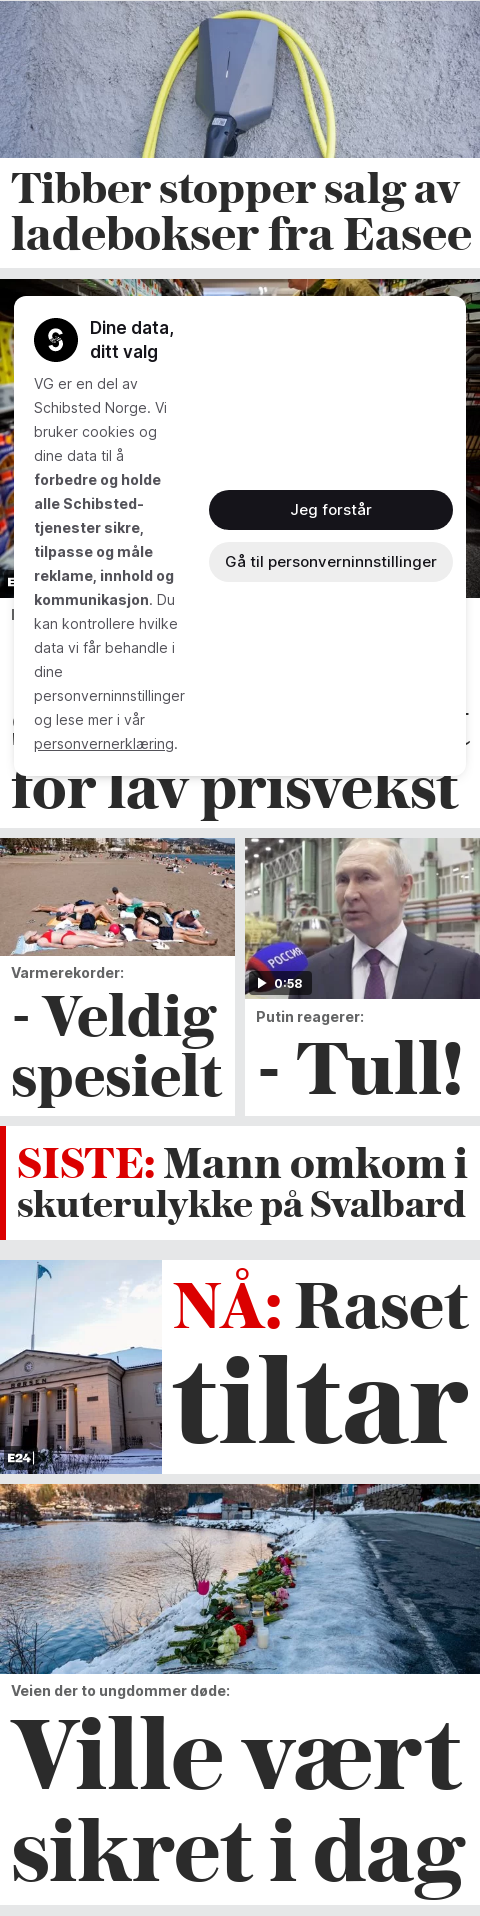 Tibber stopper salg av
ladebokser fra Easee
Dine data,
ditt valg
VG er en del av
Schibsted Norge. Vi
bruker cookies og
dine data til å
forbedre og holde
alle Schibsted-
tjenester sikre,
tilpasse og måle
reklame, innhold og
kommunikasjon. Du
kan kontrollere hvilke
data vi får behandle i
dine
personverninnstillinger
og lese mer i vår
personvernerklæring.
Jeg forstår
Gå til personverninnstillinger
for lav prisvekst
Varmerekorder:
- Veldig
spesielt
РОССИЯ
0:58
Putin reagerer:
- Tull!
SISTE: Mann omkom i
skuterulykke på Svalbard
E24
NÅ: Raset
tiltar
Veien der to ungdommer døde:
Ville vært
sikret i dag